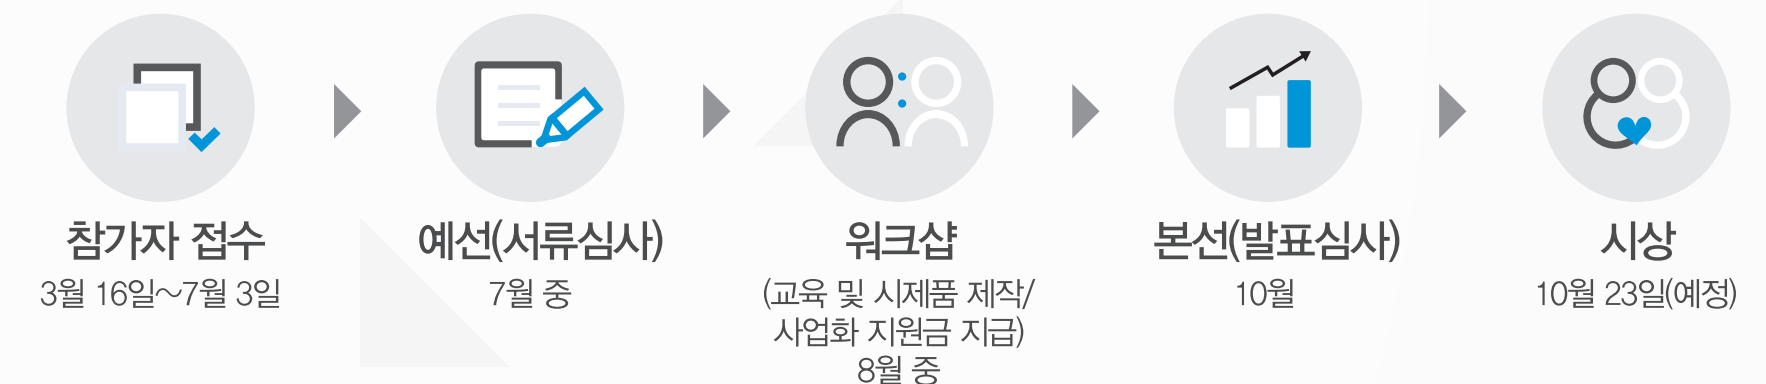 참가자 접수
3월 16일~7월 3일
예선(서류심사)
7월 중
워크샵
(교육 및 시제품 제작/
사업화 지원금 지급)
8월 중
본선(발표심사)
10월
시상
10월 23일(예정)